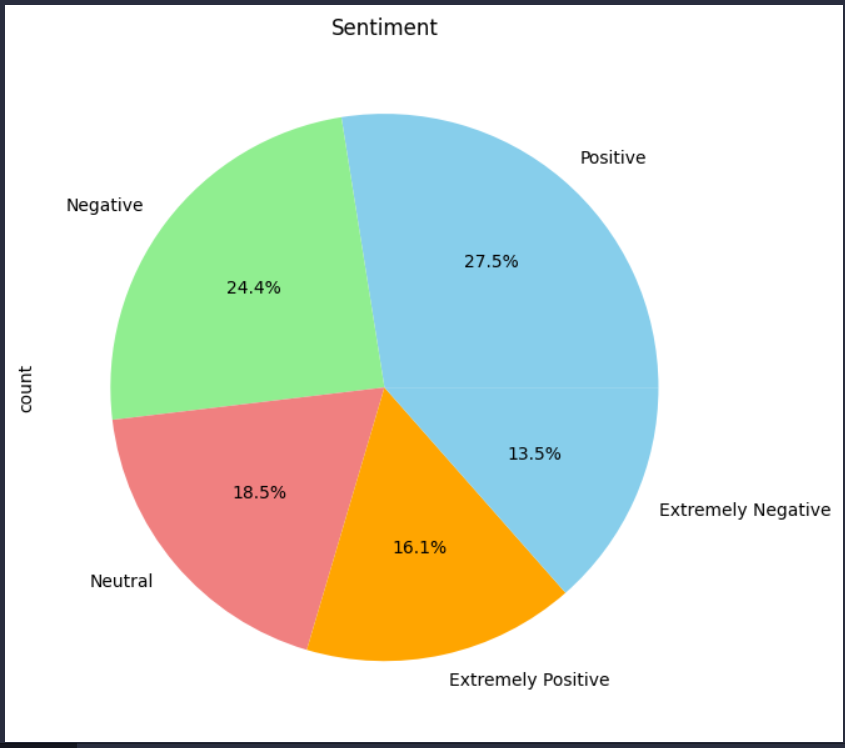 Sentiment
Positive
Negative
27.5%
24.4%
count
13.5%
18.5%
Extremely Negative
16.1%
Neutral
Extremely Positive